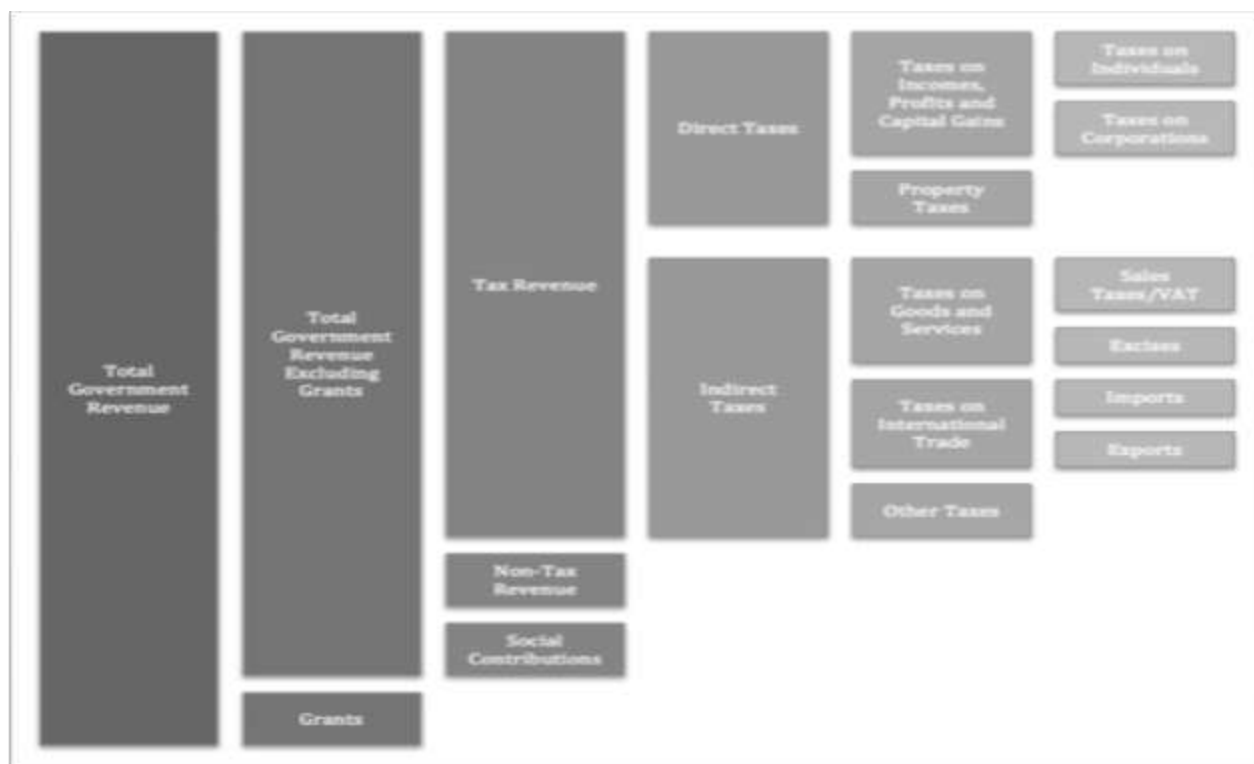 Total
Government
Revenue
Total
Government
Revenue
Excluding
Grants
Grants
Tax Revenue
Non-Tax
Revenue
Social
Contributions
Direct Taxes
Indirect
Taxes
Taxes on
Incomes,
Profits and
Capital Gains
Property
Taxes
Taxes on
Goods and
Services
Taxes on
International
Trade
Other Taxes
Taxes on
Individuals
Taxes on
Corporations
Sales
Taxes/VAT
Excises
Imports
Exports